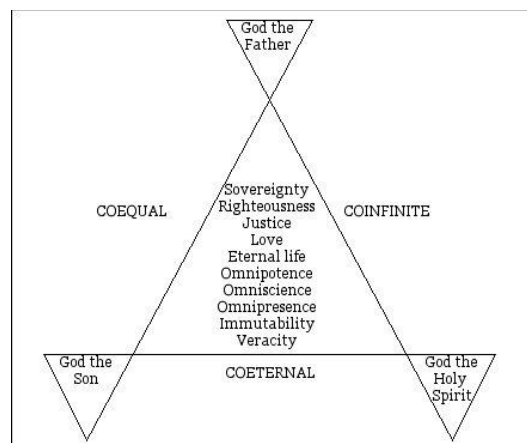 God the
Father
COEQUAL
COINFINITE
Sovereignty
Righteousness
Justice
Love
Eternal life
Omnipotence
Omniscience
Omnipresence
Immutability
Veracity
God the
Son
COETERNAL
God the
Holy
Spirit